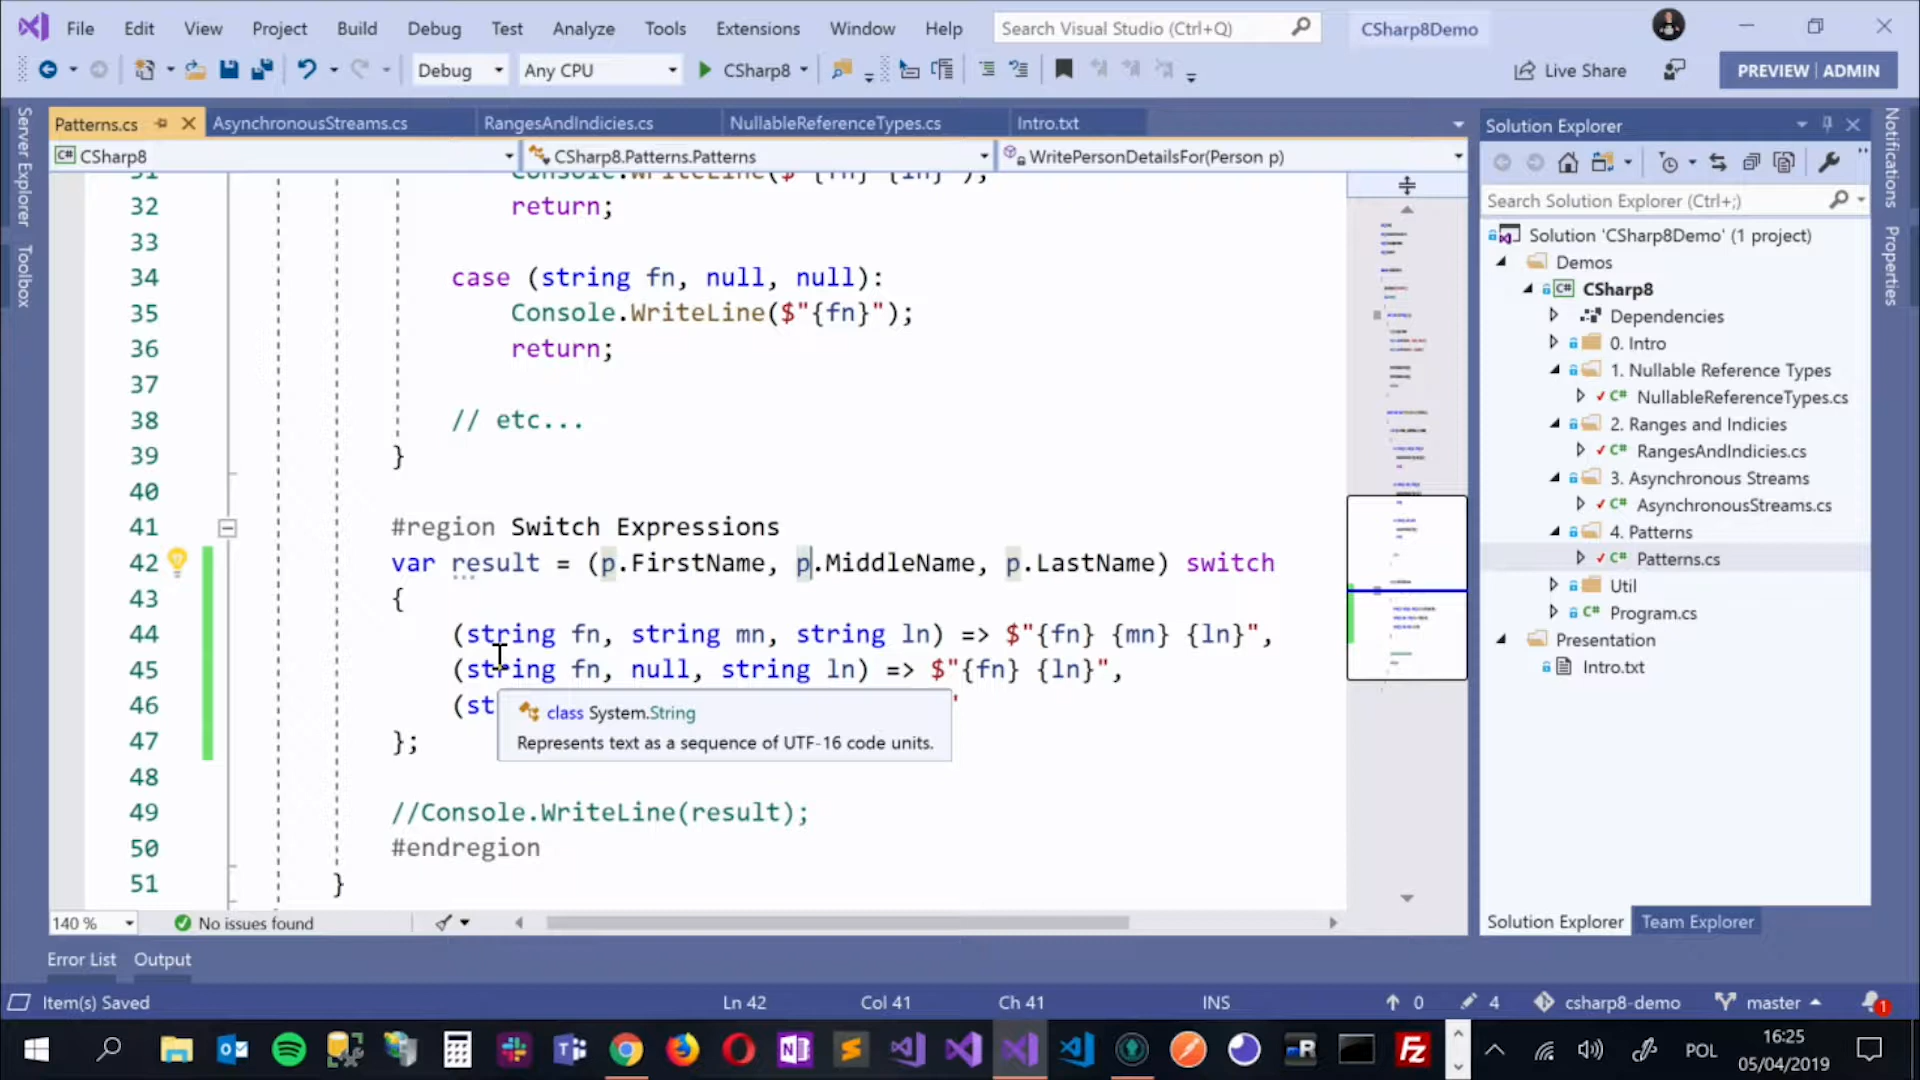 File Edit View Project Build Debug Test Analyze Tools Extensions Window Help Search Visual Studio (Ctrl+Q) CSharp8Demo
Debug Any CPU CSharp8 Live Share PREVIEW ADMIN
Server Explorer
Toolbox
Patterns.cs AsynchronousStreams.cs RangesAndIndicies.cs NullableReferenceTypes.cs Intro.txt
C# CSharp8 CSharp8.Patterns.Patterns WritePersonDetailsFor(Person p)
31 Console.WriteLine($"{fn} {ln}");
32 return;
33
34 case (string fn, null, null):
35 Console.WriteLine($"{fn}");
36 return;
37
38 // etc...
39 }
40
41 #region Switch Expressions
42 var result = (p.FirstName, p.MiddleName, p.LastName) switch
43 {
44 (string fn, string mn, string ln) => $"{fn} {mn} {ln}",
45 (string fn, null, string ln) => $"{fn} {ln}",
46 (st "
class System.String
Represents text as a sequence of UTF-16 code units.
47 };
48
49 //Console.WriteLine(result);
50 #endregion
51 }
140 % No issues found
Solution Explorer
Search Solution Explorer (Ctrl+;)
Solution 'CSharp8Demo' (1 project)
Demos
C# CSharp8
Dependencies
0. Intro
1. Nullable Reference Types
C# NullableReferenceTypes.cs
2. Ranges and Indicies
C# RangesAndIndicies.cs
3. Asynchronous Streams
C# AsynchronousStreams.cs
4. Patterns
C# Patterns.cs
Util
C# Program.cs
Presentation
Intro.txt
Solution Explorer Team Explorer
Notifications
Properties
Error List Output
Item(s) Saved Ln 42 Col 41 Ch 41 INS 0 4 csharp8-demo master 1
POL 16:25
05/04/2019